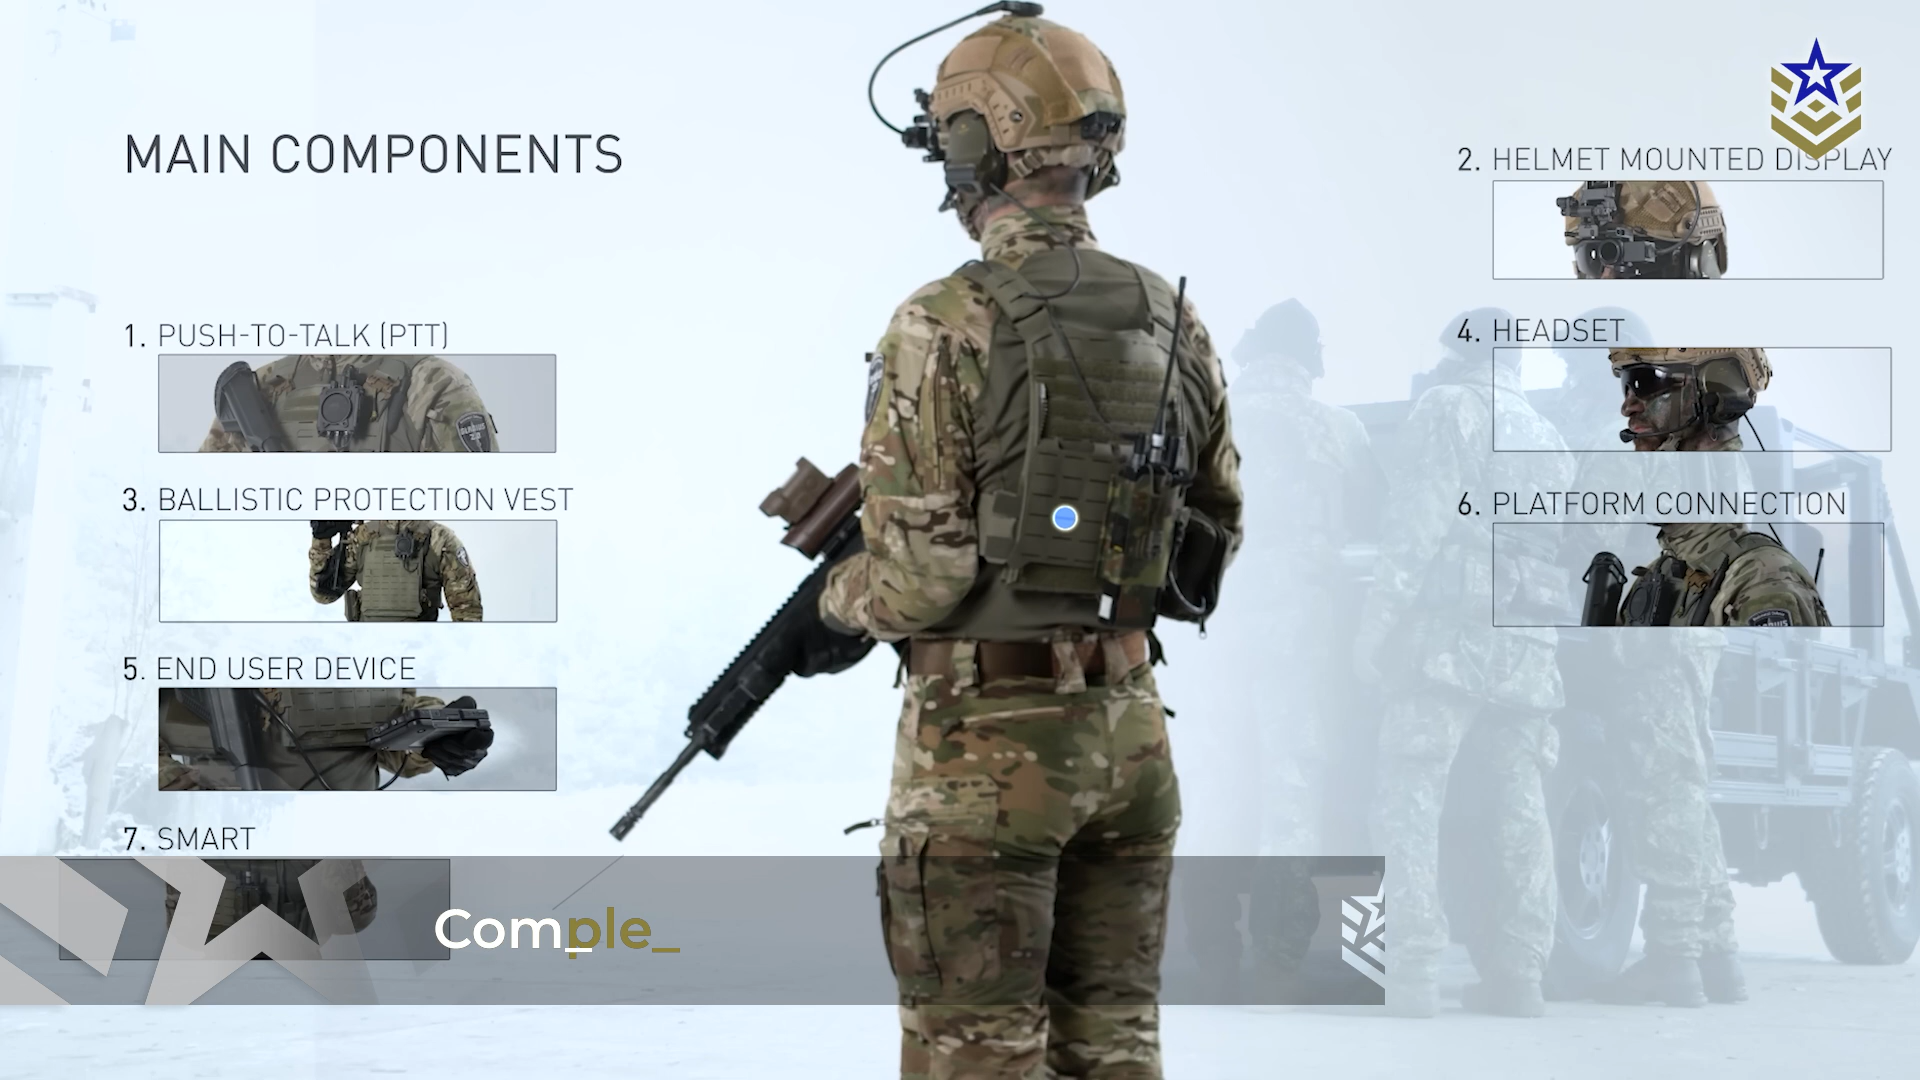 MAIN COMPONENTS
1. PUSH-TO-TALK (PTT)
2. HELMET MOUNTED DISPLAY
3. BALLISTIC PROTECTION VEST
4. HEADSET
5. END USER DEVICE
6. PLATFORM CONNECTION
7. SMART
Com_ple_